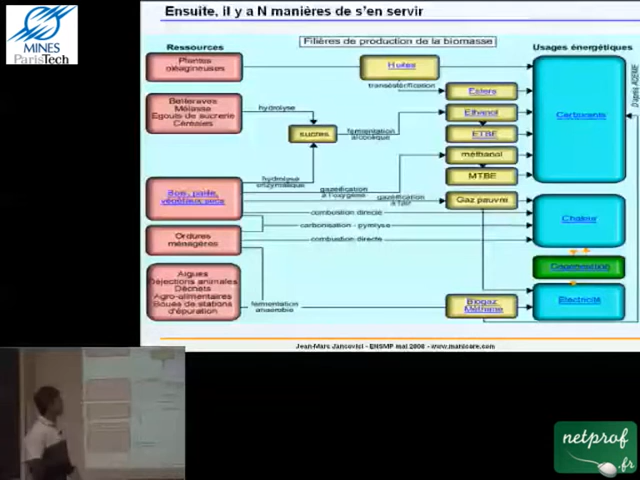 MINES
ParisTech
Ensuite, il y a N manières de s'en servir
Ressources
Filières de production de la biomasse
Usages énergétiques
Plantes
oléagineuses
Huiles
transestérification
Esters
Betteraves
Mélasse
Egouts de sucrerie
Céréales
hydrolyse
sucres
fermentation
alcoolique
Ethanol
ETBE
méthanol
MTBE
Carburants
D'après ADEME
hydrolyse
enzymatique
Bois, paille,
végétaux secs
gazéification
à l'oxygène
gazéification
à l'air
Gaz pauvre
combustion directe
carbonisation - pyrolyse
Chaleur
Ordures
ménagères
combustion directe
Cogénération
Algues
Déjections animales
Déchets
Agro-alimentaires
Boues de stations
d'épuration
fermentation
anaérobie
Biogaz
Méthane
Electricité
Jean-Marc Jancovici - ENSMP mai 2008 - www.manicore.com
netprof
.fr